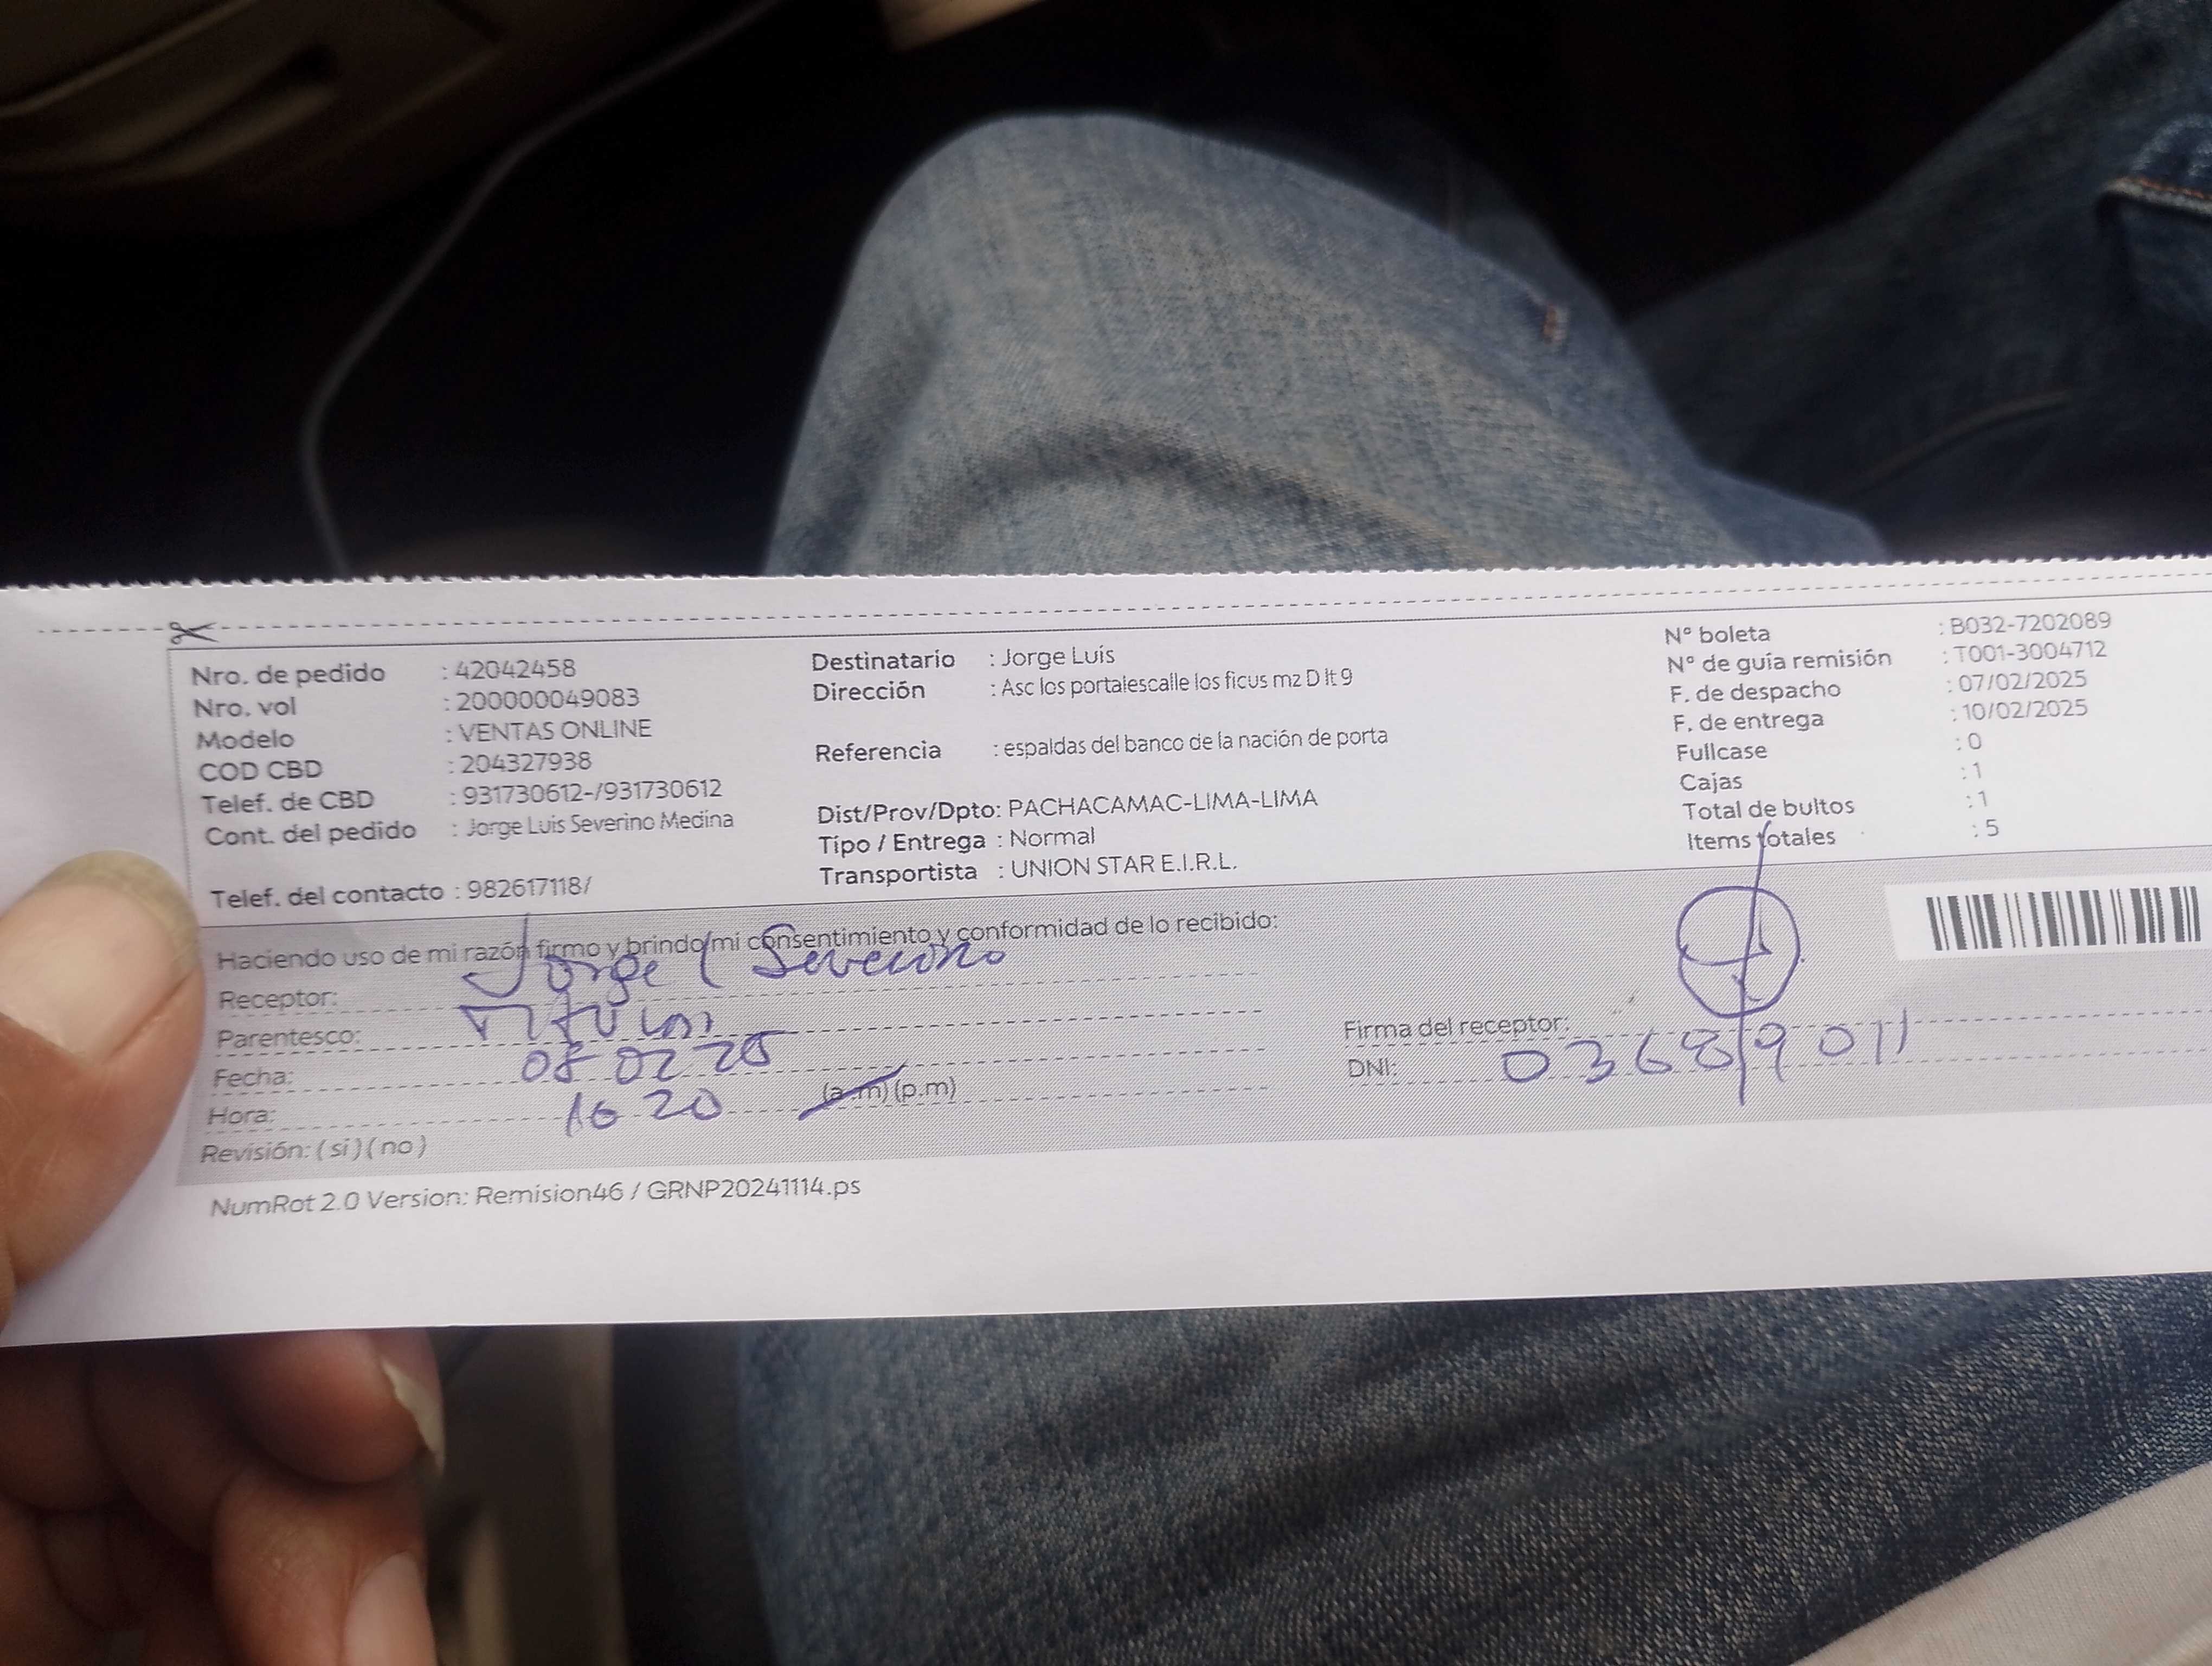 Nro. de pedido : 42042458
Nro. vol : 200000049083
Modelo : VENTAS ONLINE
COD CBD : 204327938
Telef. de CBD : 931730612-/931730612
Cont. del pedido : Jorge Luis Severino Medina
Telef. del contacto : 982617118/
Destinatario : Jorge Luis
Dirección : Asc los portalescalle los ficus mz D lt 9
Referencia : espaldas del banco de la nación de porta
Dist/Prov/Dpto: PACHACAMAC-LIMA-LIMA
Tipo / Entrega : Normal
Transportista : UNION STAR E.I.R.L.
N° boleta : B032-7202089
N° de guía remisión : T001-3004712
F. de despacho : 07/02/2025
F. de entrega : 10/02/2025
Fullcase : 0
Cajas : 1
Total de bultos : 1
Items totales : 5
Haciendo uso de mi razón firmo y brindo mi consentimiento y conformidad de lo recibido:
Receptor: Jorge L Severino
Parentesco: Titular
Fecha: 08 02 25
Hora: 16 20 (a.m) (p.m)
Revisión: ( si ) ( no )
Firma del receptor:
DNI: 03689011
NumRot 2.0 Version: Remision46 / GRNP20241114.ps